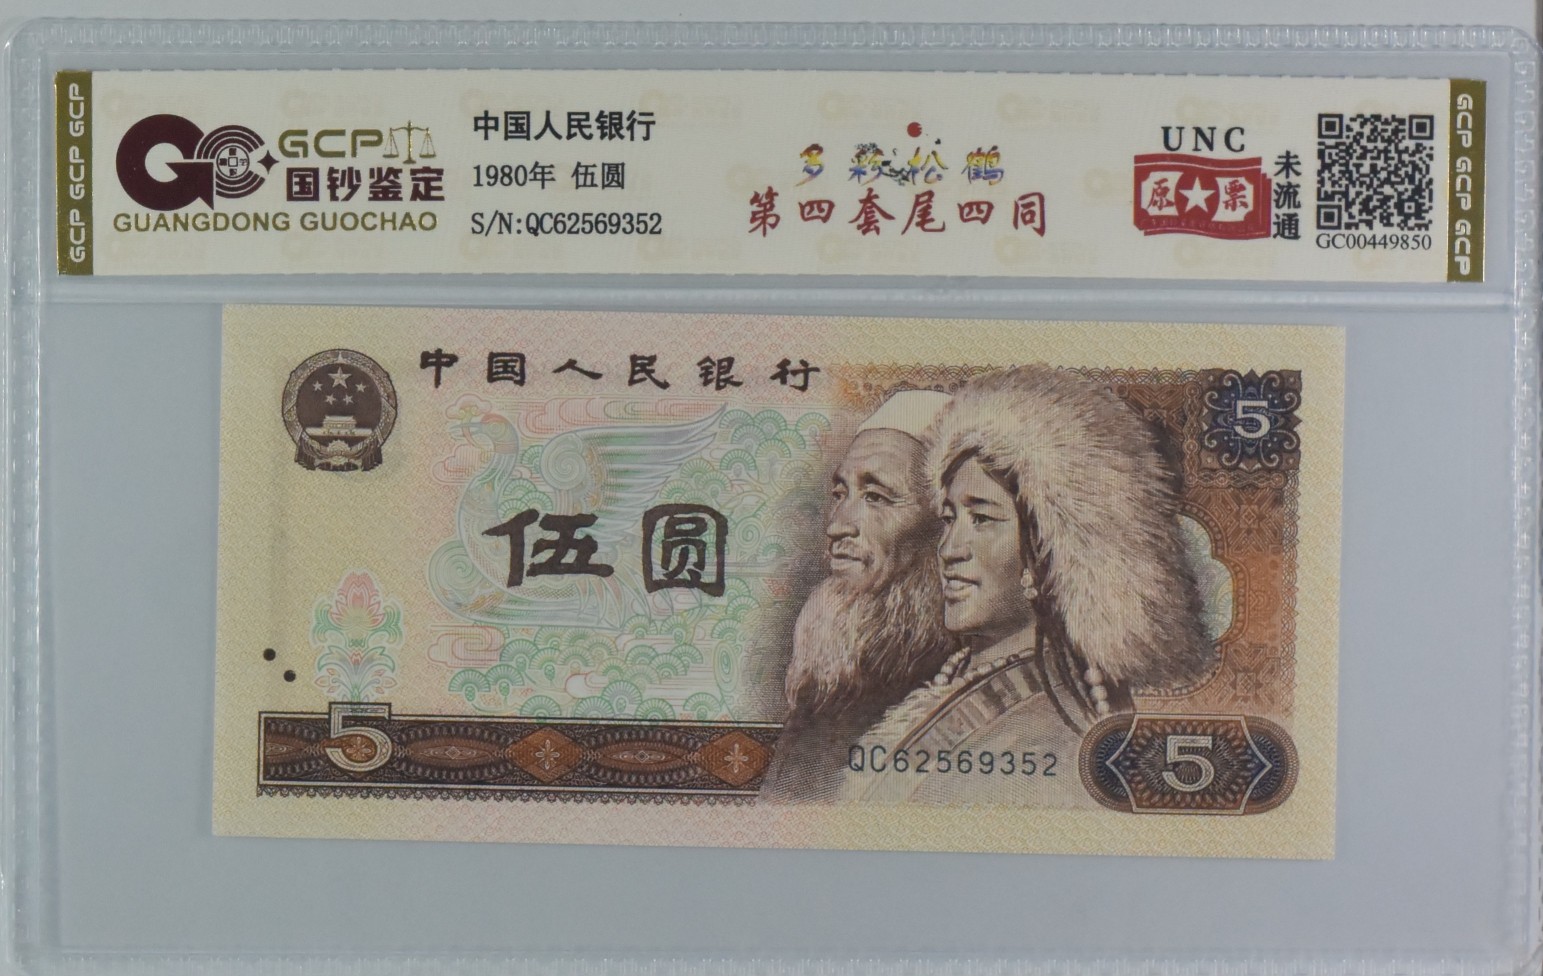 GCP GCP GCP
GCP
国钞鉴定
GUANGDONG GUOCHAO
中国人民银行
1980年 伍圆
S/N:QC62569352
多彩松鹤
第四套尾四同
UNC
原★票
未流通
GC00449850
GCP GCP GCP
中国人民银行
5
伍圆
5
QC62569352
5